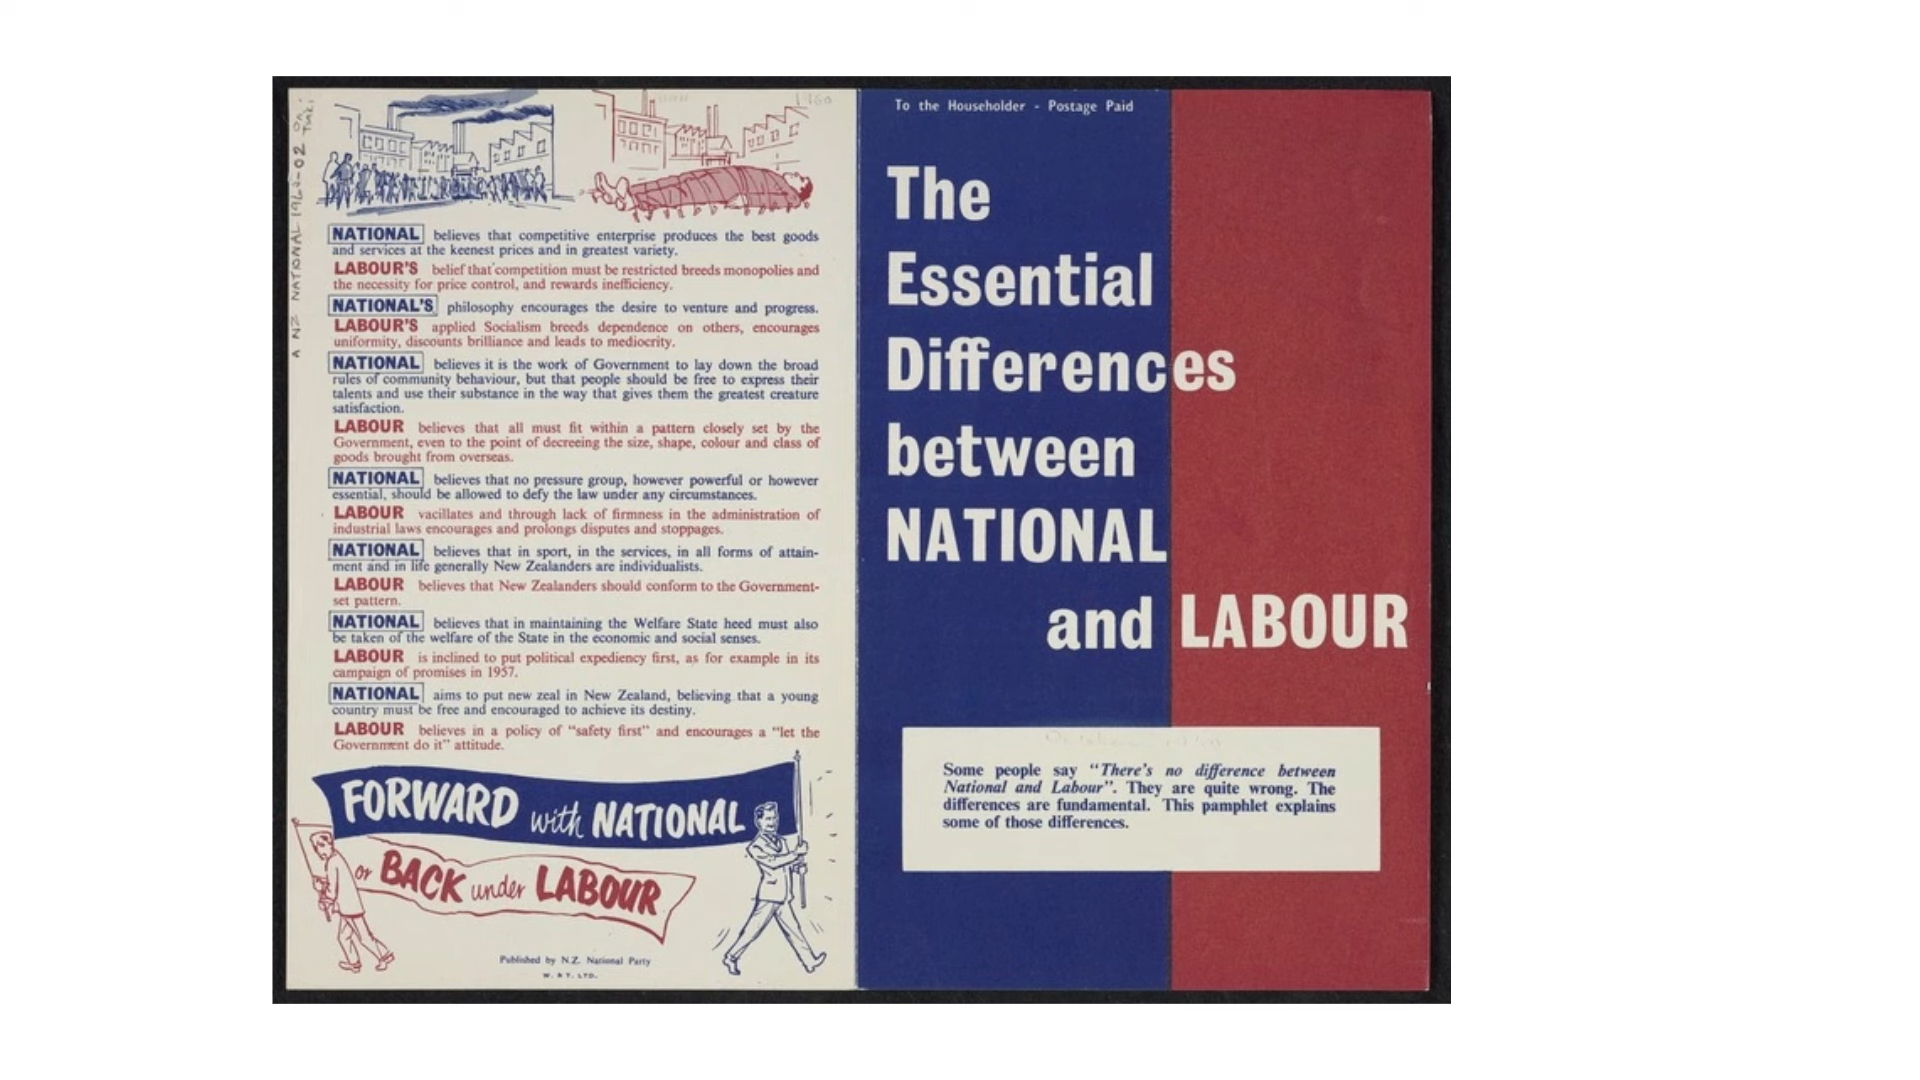 NATIONAL believes that competitive enterprise produces the best goods
and services at the keenest prices and in greatest variety.
LABOUR'S belief that competition must be restricted breeds monopolies and
the necessity for price control, and rewards inefficiency.
NATIONAL'S philosophy encourages the desire to venture and progress.
LABOUR'S applied Socialism breeds dependence on others, encourages
uniformity, discounts brilliance and leads to mediocrity.
NATIONAL believes it is the work of Government to lay down the broad
rules of community behaviour, but that people should be free to express their
talents and use their substance in the way that gives them the greatest creature
satisfaction.
LABOUR believes that all must fit within a pattern closely set by the
Government, even to the point of decreeing the size, shape, colour and class of
goods brought from overseas.
NATIONAL believes that no pressure group, however powerful or however
essential, should be allowed to defy the law under any circumstances.
LABOUR vacillates and through lack of firmness in the administration of
industrial laws encourages and prolongs disputes and stoppages.
NATIONAL believes that in sport, in the services, in all forms of attain-
ment and in life generally New Zealanders are individualists.
LABOUR believes that New Zealanders should conform to the Government-
set pattern.
NATIONAL believes that in maintaining the Welfare State heed must also
be taken of the welfare of the State in the economic and social senses.
LABOUR is inclined to put political expediency first, as for example in its
campaign of promises in 1957.
NATIONAL aims to put new zeal in New Zealand, believing that a young
country must be free and encouraged to achieve its destiny.
LABOUR believes in a policy of "safety first" and encourages a "let the
Government do it" attitude.
FORWARD with NATIONAL
or BACK under LABOUR
Published by N.Z. National Party
W. & T. LTD.
A NZ NATIONAL
1960
To the Householder - Postage Paid
The
Essential
Differences
between
NATIONAL
and LABOUR
Some people say "There's no difference between
National and Labour". They are quite wrong. The
differences are fundamental. This pamphlet explains
some of those differences.